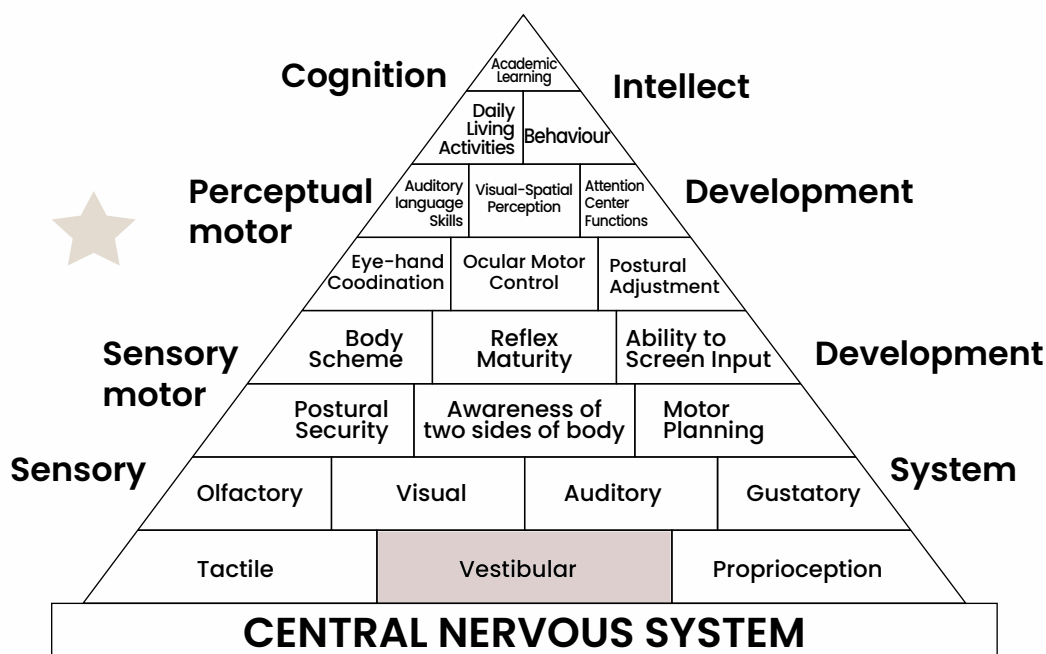 Cognition
Academic
Learning
Intellect
Daily
Living
Activities
Behaviour
Perceptual
motor
Auditory
language
Skills
Visual-Spatial
Perception
Attention
Center
Functions
Development
Eye-hand
Coodination
Ocular Motor
Control
Postural
Adjustment
Sensory
motor
Body
Scheme
Reflex
Maturity
Ability to
Screen Input
Development
Postural
Security
Awareness of
two sides of body
Motor
Planning
Sensory
Olfactory
Visual
Auditory
Gustatory
System
Tactile
Vestibular
Proprioception
CENTRAL NERVOUS SYSTEM